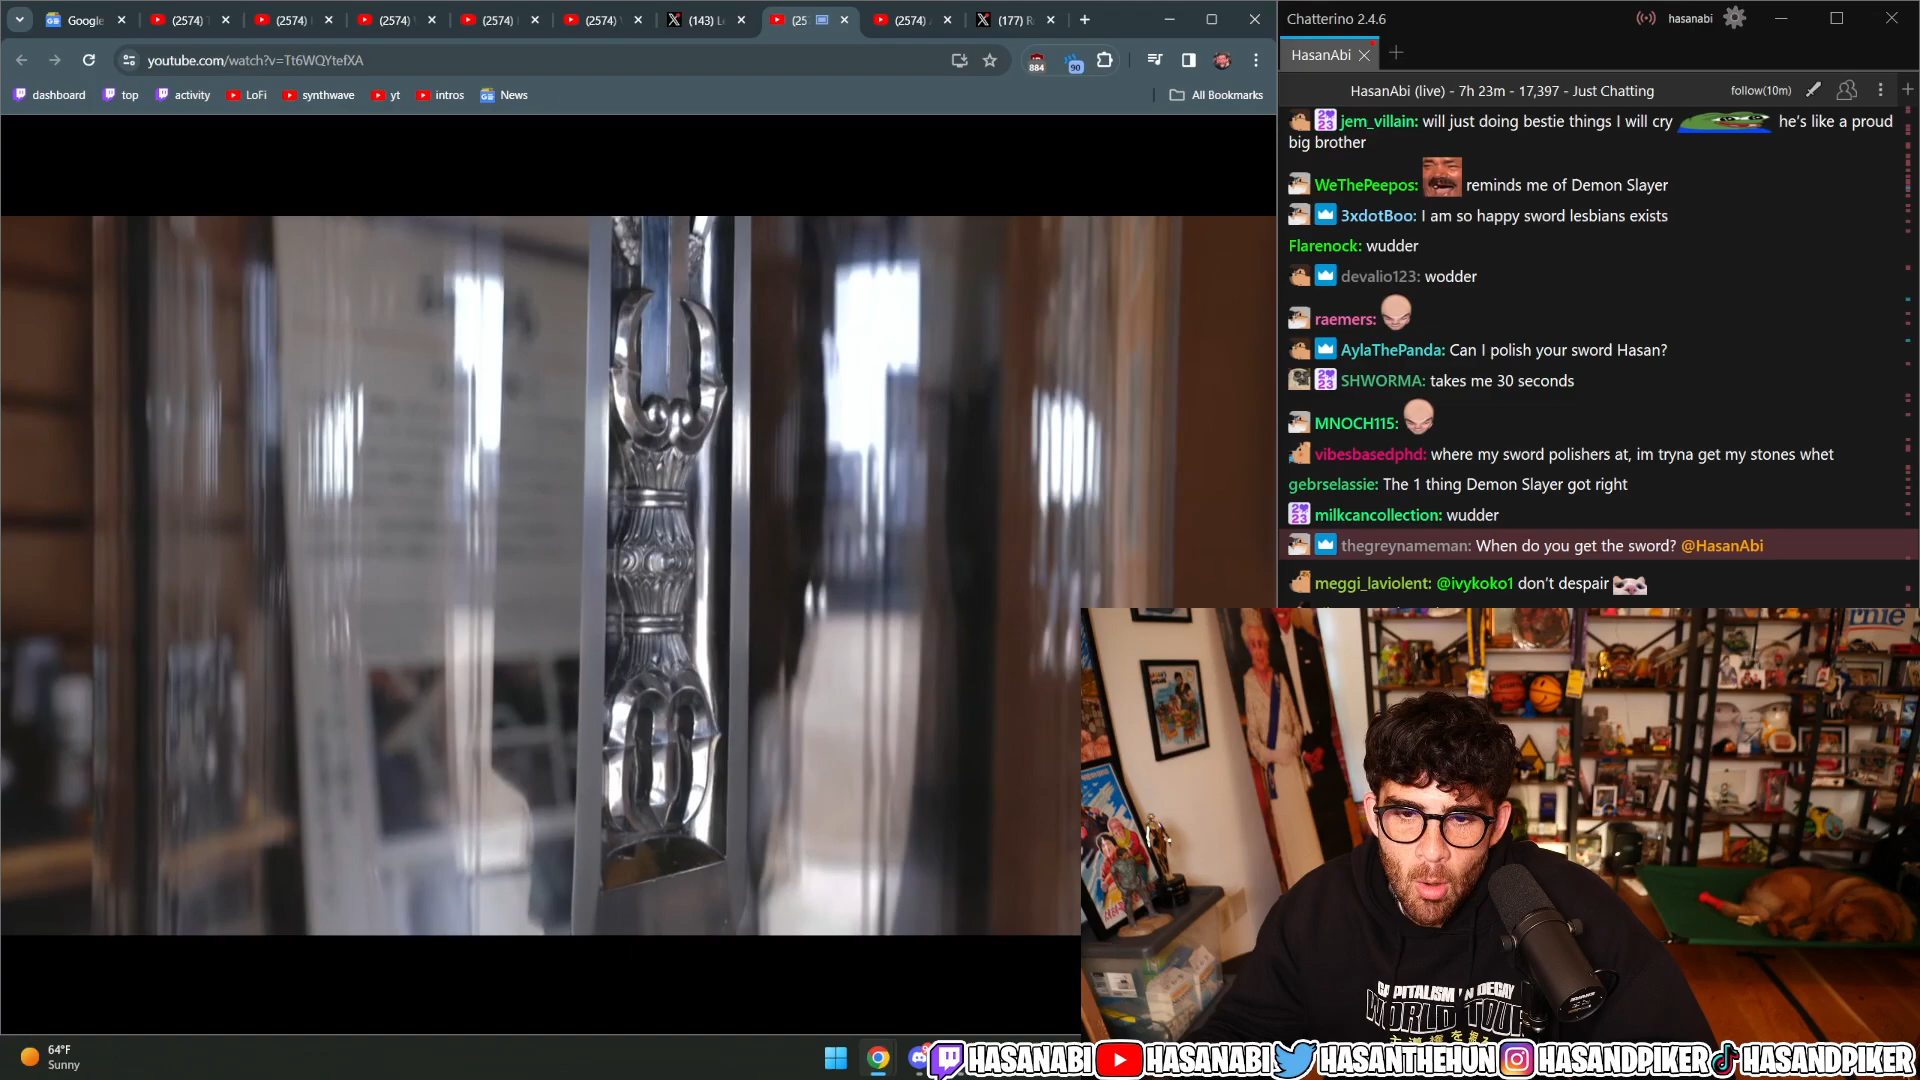 Google
(2574)
(2574)
(2574)
(2574)
(2574)
(143)
(25
(2574)
(177)
youtube.com/watch?v=Tt6WQYtefXA
884
90
dashboard
top
activity
LoFi
synthwave
yt
intros
News
All Bookmarks
Chatterino 2.4.6
hasanabi
HasanAbi
HasanAbi (live) - 7h 23m - 17,397 - Just Chatting
follow(10m)
jem_villain: will just doing bestie things I will cry he's like a proud
big brother
WeThePeepos: reminds me of Demon Slayer
3xdotBoo: I am so happy sword lesbians exists
Flarenock: wudder
devalio123: wodder
raemers:
AylaThePanda: Can I polish your sword Hasan?
SHWORMA: takes me 30 seconds
MNOCH115:
vibesbasedphd: where my sword polishers at, im tryna get my stones whet
gebrselassie: The 1 thing Demon Slayer got right
milkcancollection: wudder
thegreynameman: When do you get the sword? @HasanAbi
meggi_laviolent: @ivykoko1 don't despair
rnie
WORLD TOUR
64°F
Sunny
HASANABI
HASANABI
HASANTHEHUN
HASANDPIKER
HASANDPIKER